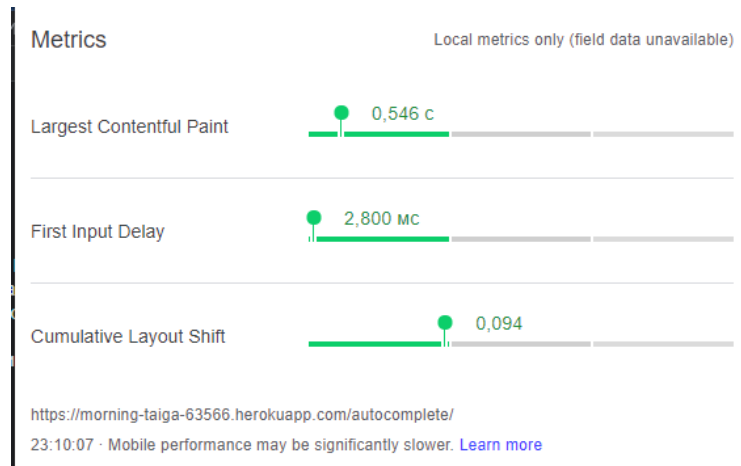 Metrics
Local metrics only (field data unavailable)
Largest Contentful Paint
0,546 с
First Input Delay
2,800 мс
Cumulative Layout Shift
0,094
https://morning-taiga-63566.herokuapp.com/autocomplete/
23:10:07 · Mobile performance may be significantly slower. Learn more